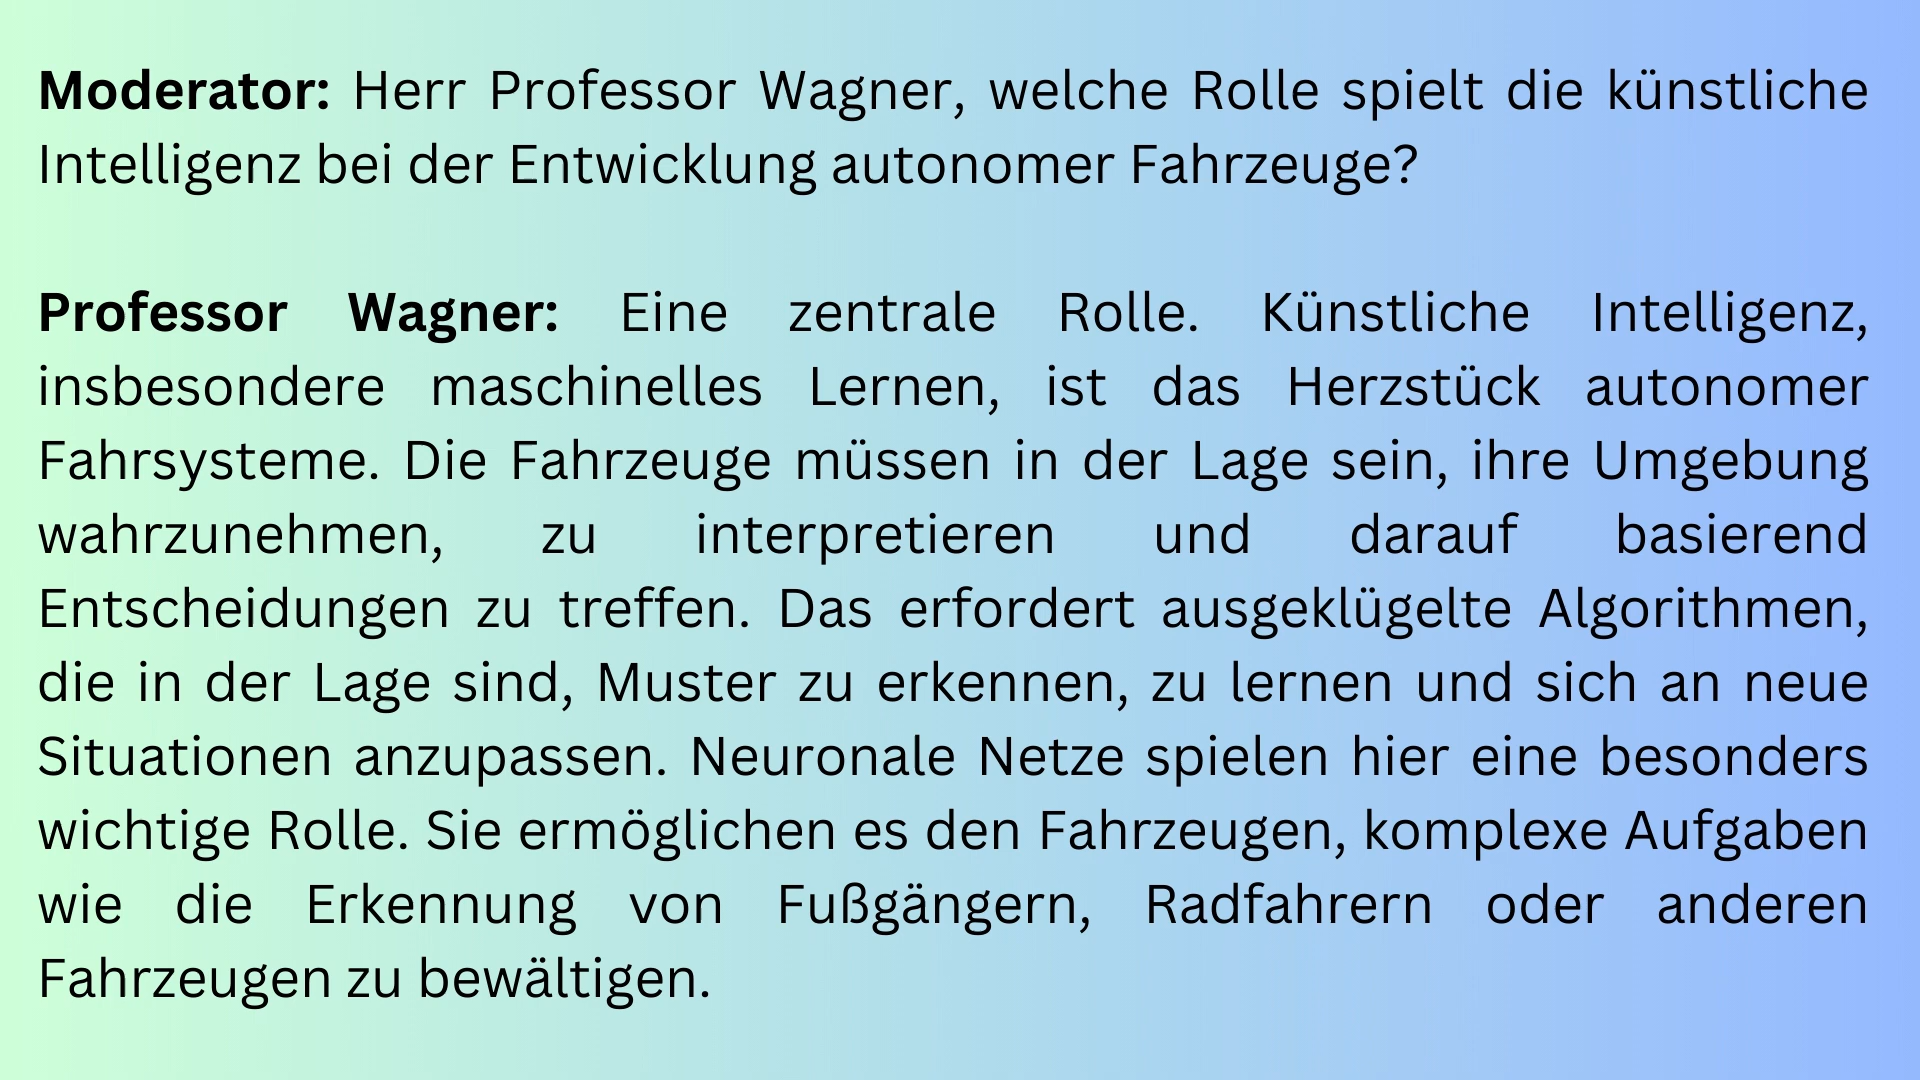 Moderator: Herr Professor Wagner, welche Rolle spielt die künstliche
Intelligenz bei der Entwicklung autonomer Fahrzeuge?
Professor Wagner: Eine zentrale Rolle. Künstliche Intelligenz,
insbesondere maschinelles Lernen, ist das Herzstück autonomer
Fahrsysteme. Die Fahrzeuge müssen in der Lage sein, ihre Umgebung
wahrzunehmen, zu interpretieren und darauf basierend
Entscheidungen zu treffen. Das erfordert ausgeklügelte Algorithmen,
die in der Lage sind, Muster zu erkennen, zu lernen und sich an neue
Situationen anzupassen. Neuronale Netze spielen hier eine besonders
wichtige Rolle. Sie ermöglichen es den Fahrzeugen, komplexe Aufgaben
wie die Erkennung von Fußgängern, Radfahrern oder anderen
Fahrzeugen zu bewältigen.